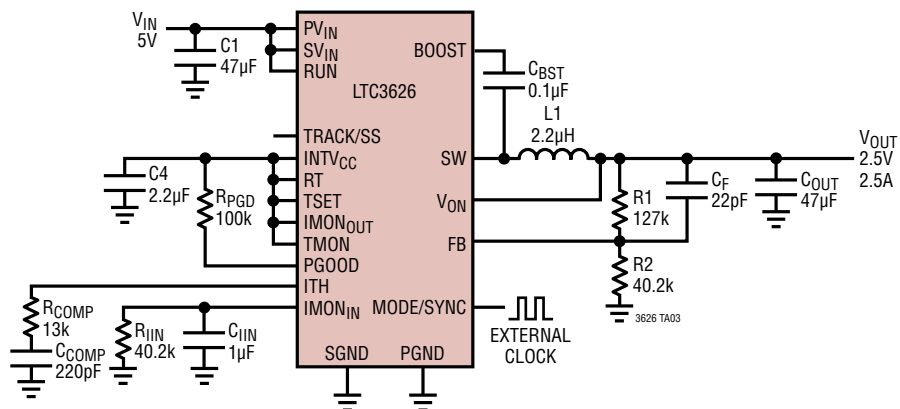 VIN
5V
C1
47µF
PVIN
SVIN
RUN
BOOST
LTC3626
CBST
0.1µF
L1
2.2µH
TRACK/SS
INTVCC
RT
TSET
IMONOUT
TMON
PGOOD
ITH
IMONIN
SW
VON
FB
MODE/SYNC
SGND
PGND
C4
2.2µF
RPGD
100k
RCOMP
13k
CCOMP
220pF
RIIN
40.2k
CIIN
1µF
R1
127k
CF
22pF
COUT
47µF
VOUT
2.5V
2.5A
R2
40.2k
3626 TA03
EXTERNAL
CLOCK